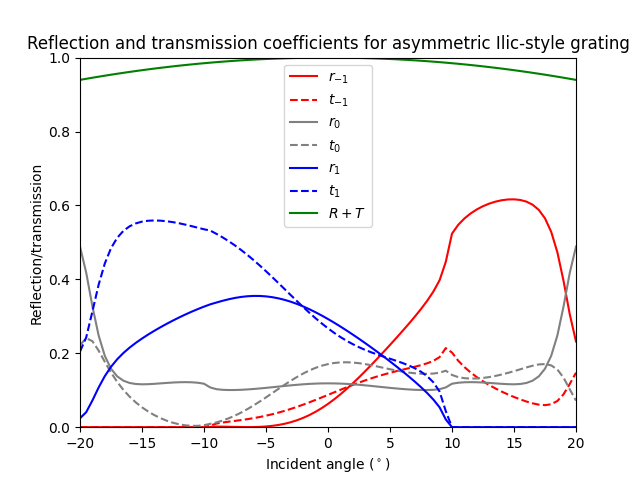 Reflection and transmission coefficients for asymmetric Ilic-style grating
1.0
0.8
0.6
0.4
0.2
0.0
Reflection/transmission
r₋₁
t₋₁
r₀
t₀
r₁
t₁
R + T
−20 −15 −10 −5 0 5 10 15 20
Incident angle (°)